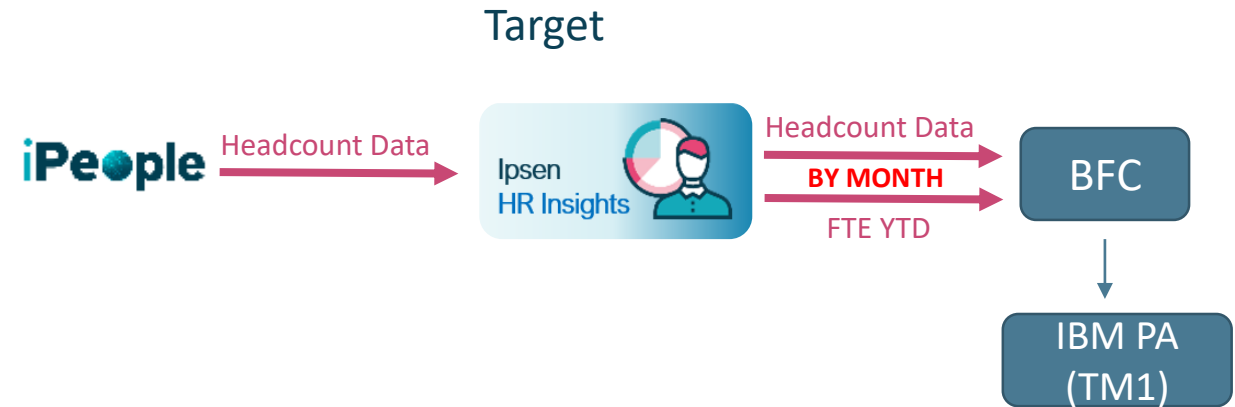 Target
iPeople
Headcount Data
Ipsen
HR Insights
Headcount Data
BY MONTH
FTE YTD
BFC
IBM PA
(TM1)